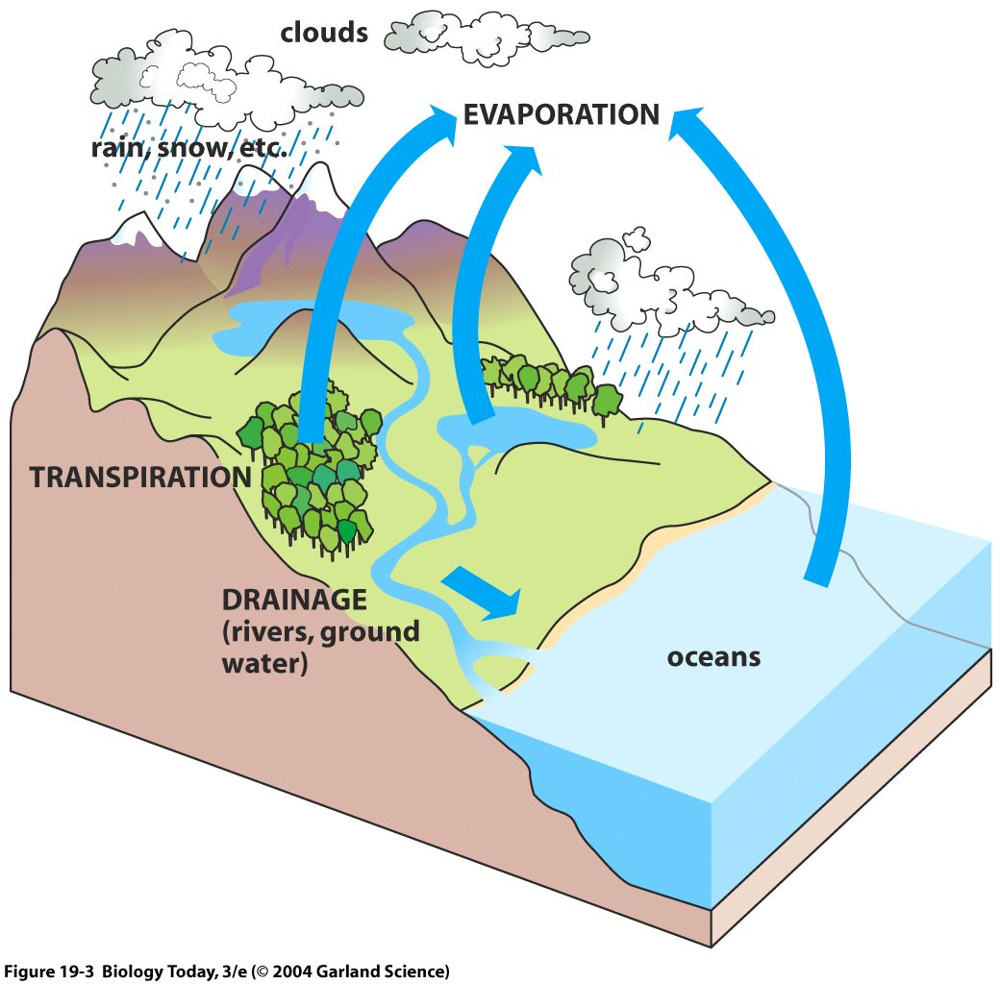 clouds
EVAPORATION
rain, snow, etc.
TRANSPIRATION
DRAINAGE
(rivers, ground
water)
oceans
Figure 19-3 Biology Today, 3/e (© 2004 Garland Science)